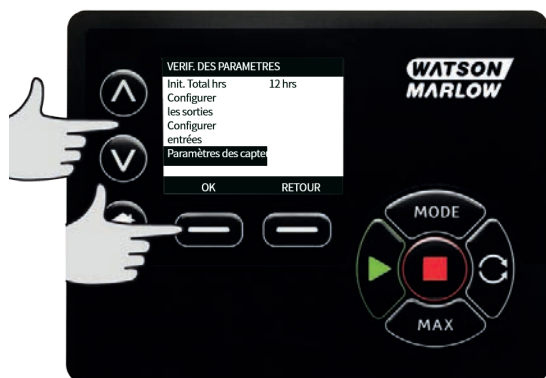 VERIF. DES PARAMETRES
Init. Total hrs 12 hrs
Configurer
les sorties
Configurer
entrées
Paramètres des capte
OK RETOUR
WATSON
MARLOW
MODE
MAX